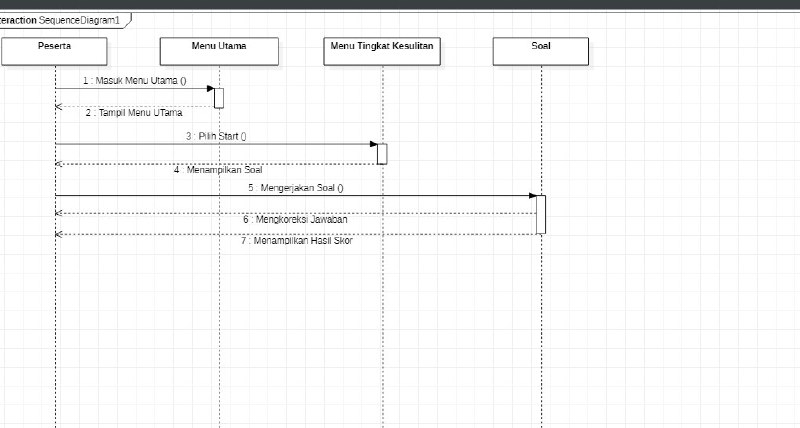 teraction SequenceDiagram1
Peserta
Menu Utama
Menu Tingkat Kesulitan
Soal
1 : Masuk Menu Utama ()
2 : Tampil Menu UTama
3 : Pilih Start ()
4 : Menampilkan Soal
5 : Mengerjakan Soal ()
6 : Mengkoreksi Jawaban
7 : Menampilkan Hasil Skor